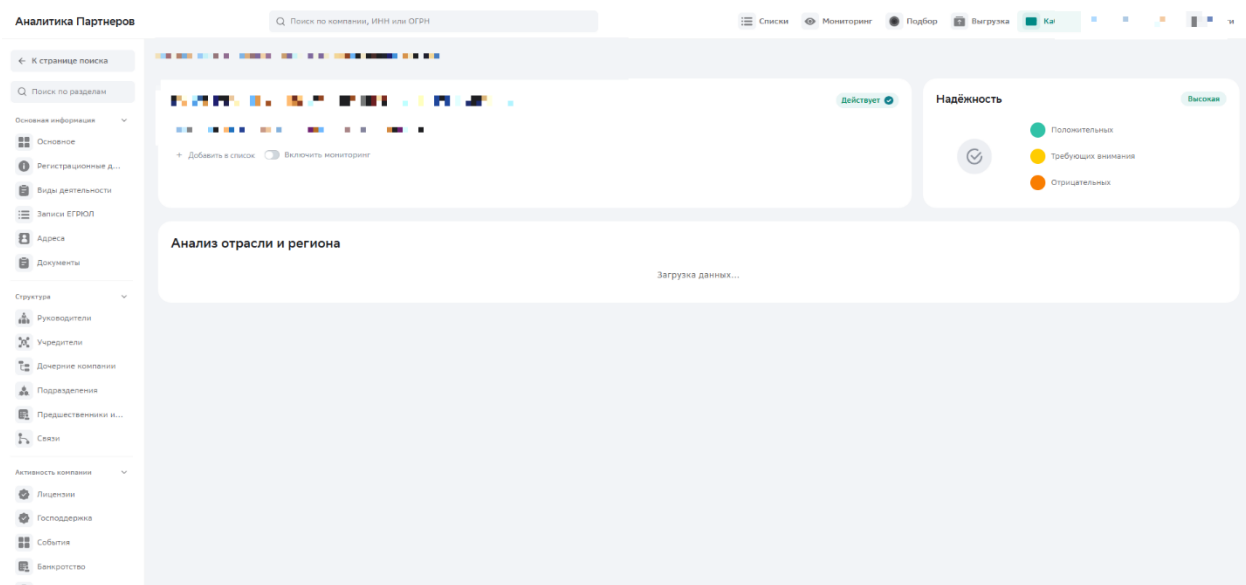 Аналитика Партнеров
Поиск по компании, ИНН или ОГРН
Списки
Мониторинг
Подбор
Выгрузка
К странице поиска
Поиск по разделам
Основная информация
Основное
Регистрационные д...
Виды деятельности
Записи ЕГРЮЛ
Адреса
Документы
Структура
Руководители
Учредители
Дочерние компании
Подразделения
Предшественники и...
Связи
Активность компании
Лицензии
Господдержка
События
Банкротство
Действует
+ Добавить в список
Включить мониторинг
Надёжность
Высокая
Положительных
Требующих внимания
Отрицательных
Анализ отрасли и региона
Загрузка данных...